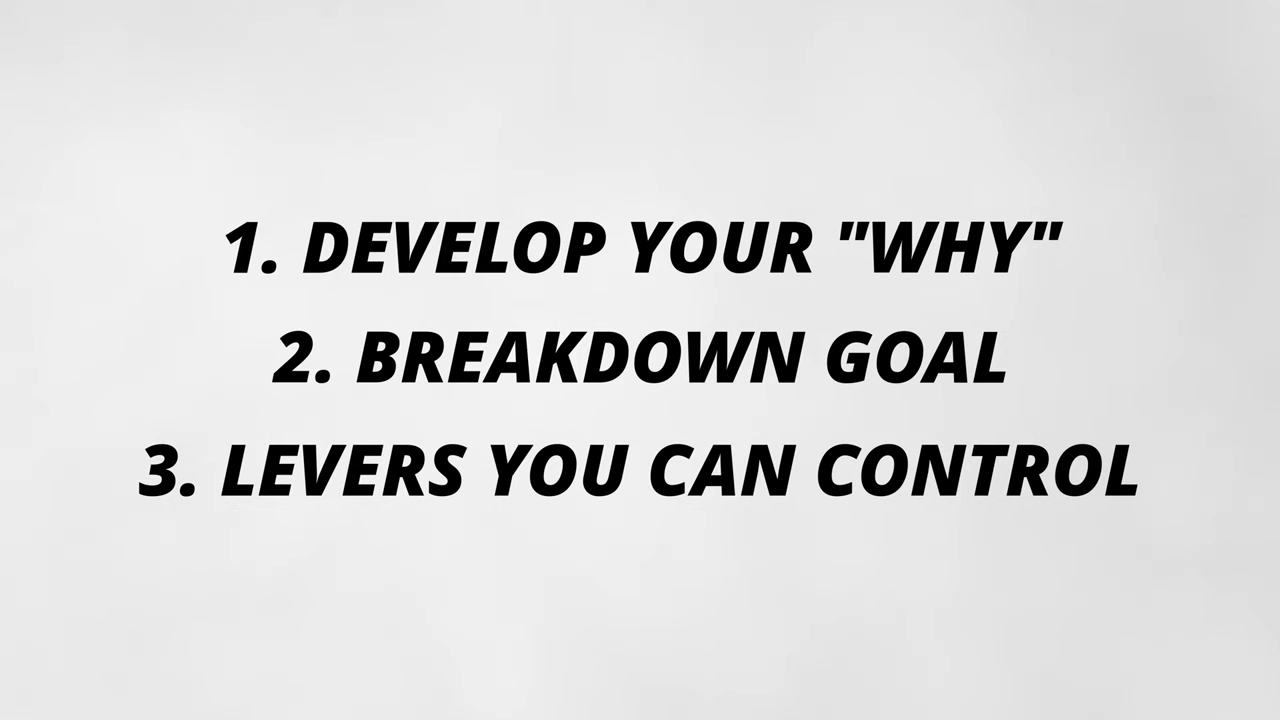 1. DEVELOP YOUR "WHY"
2. BREAKDOWN GOAL
3. LEVERS YOU CAN CONTROL